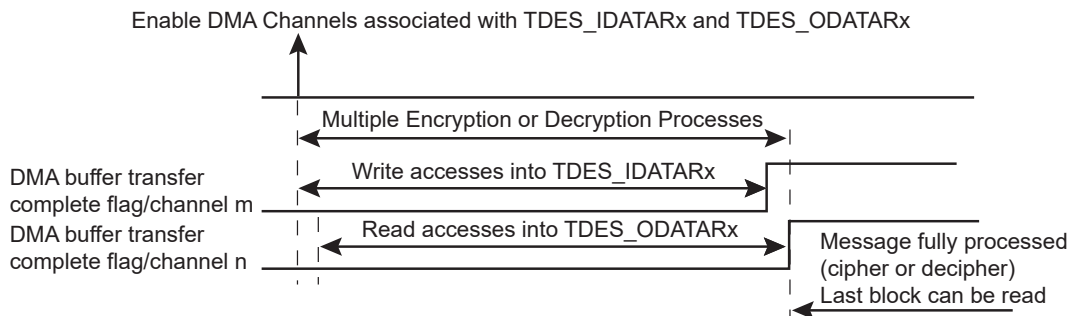 Enable DMA Channels associated with TDES_IDATARx and TDES_ODATARx
Multiple Encryption or Decryption Processes
Write accesses into TDES_IDATARx
DMA buffer transfer
complete flag/channel m
Read accesses into TDES_ODATARx
DMA buffer transfer
complete flag/channel n
Message fully processed
(cipher or decipher)
Last block can be read